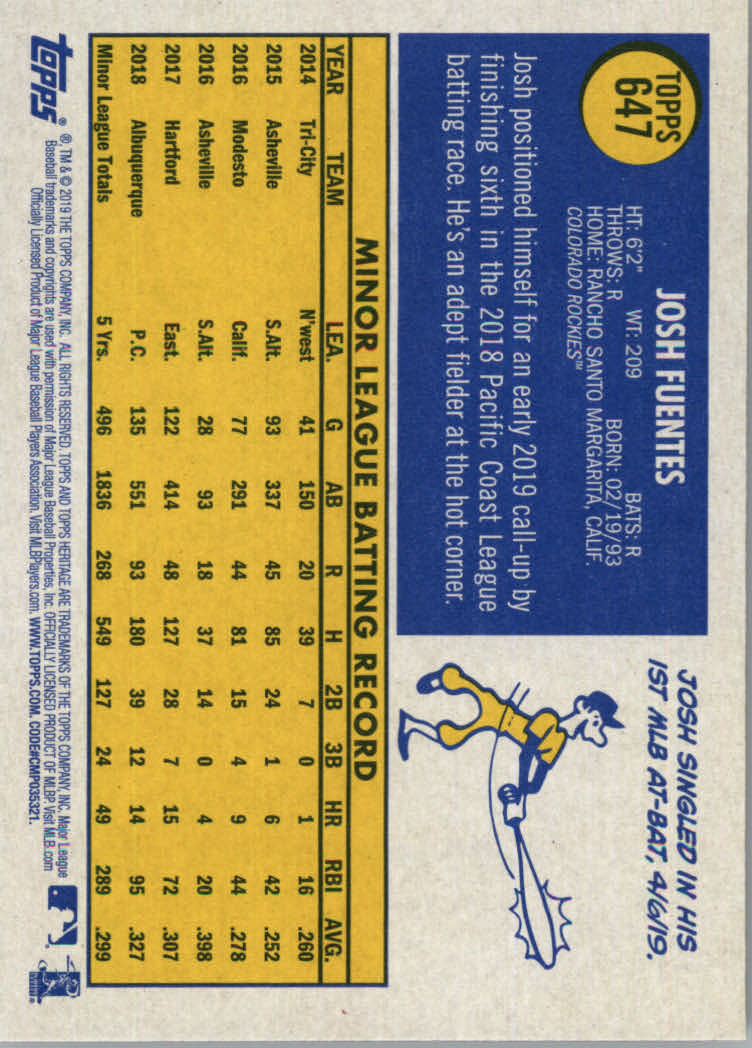 TOPPS
647
JOSH FUENTES
HT: 6'2" WT: 209 BATS: R
THROWS: R BORN: 02/19/93
HOME: RANCHO SANTO MARGARITA, CALIF.
COLORADO ROCKIES™
Josh positioned himself for an early 2019 call-up by
finishing sixth in the 2018 Pacific Coast League
batting race. He's an adept fielder at the hot corner.
JOSH SINGLED IN HIS
1ST MLB AT-BAT, 4/6/19.
MINOR LEAGUE BATTING RECORD
YEAR TEAM LEA. G AB R H 2B 3B HR RBI AVG.
2014 Tri-City N'west 41 150 20 39 7 0 1 16 .260
2015 Asheville S.Atl. 93 337 45 85 24 1 6 42 .252
2016 Modesto Calif. 77 291 44 81 15 4 9 44 .278
2016 Asheville S.Atl. 28 93 18 37 14 0 4 20 .398
2017 Hartford East. 122 414 48 127 28 7 15 72 .307
2018 Albuquerque P.C. 135 551 93 180 39 12 14 95 .327
Minor League Totals 5 Yrs. 496 1836 268 549 127 24 49 289 .299
topps®
® TM & © 2019 THE TOPPS COMPANY, INC. ALL RIGHTS RESERVED. TOPPS AND TOPPS HERITAGE ARE TRADEMARKS OF THE TOPPS COMPANY, INC. Major League
Baseball trademarks and copyrights are used with permission of Major League Baseball Properties, Inc. OFFICIALLY LICENSED PRODUCT OF MLBP. Visit MLB.com
Officially Licensed Product of Major League Baseball Players Association. Visit MLBPlayers.com. WWW.TOPPS.COM. CODE#CMP035321.